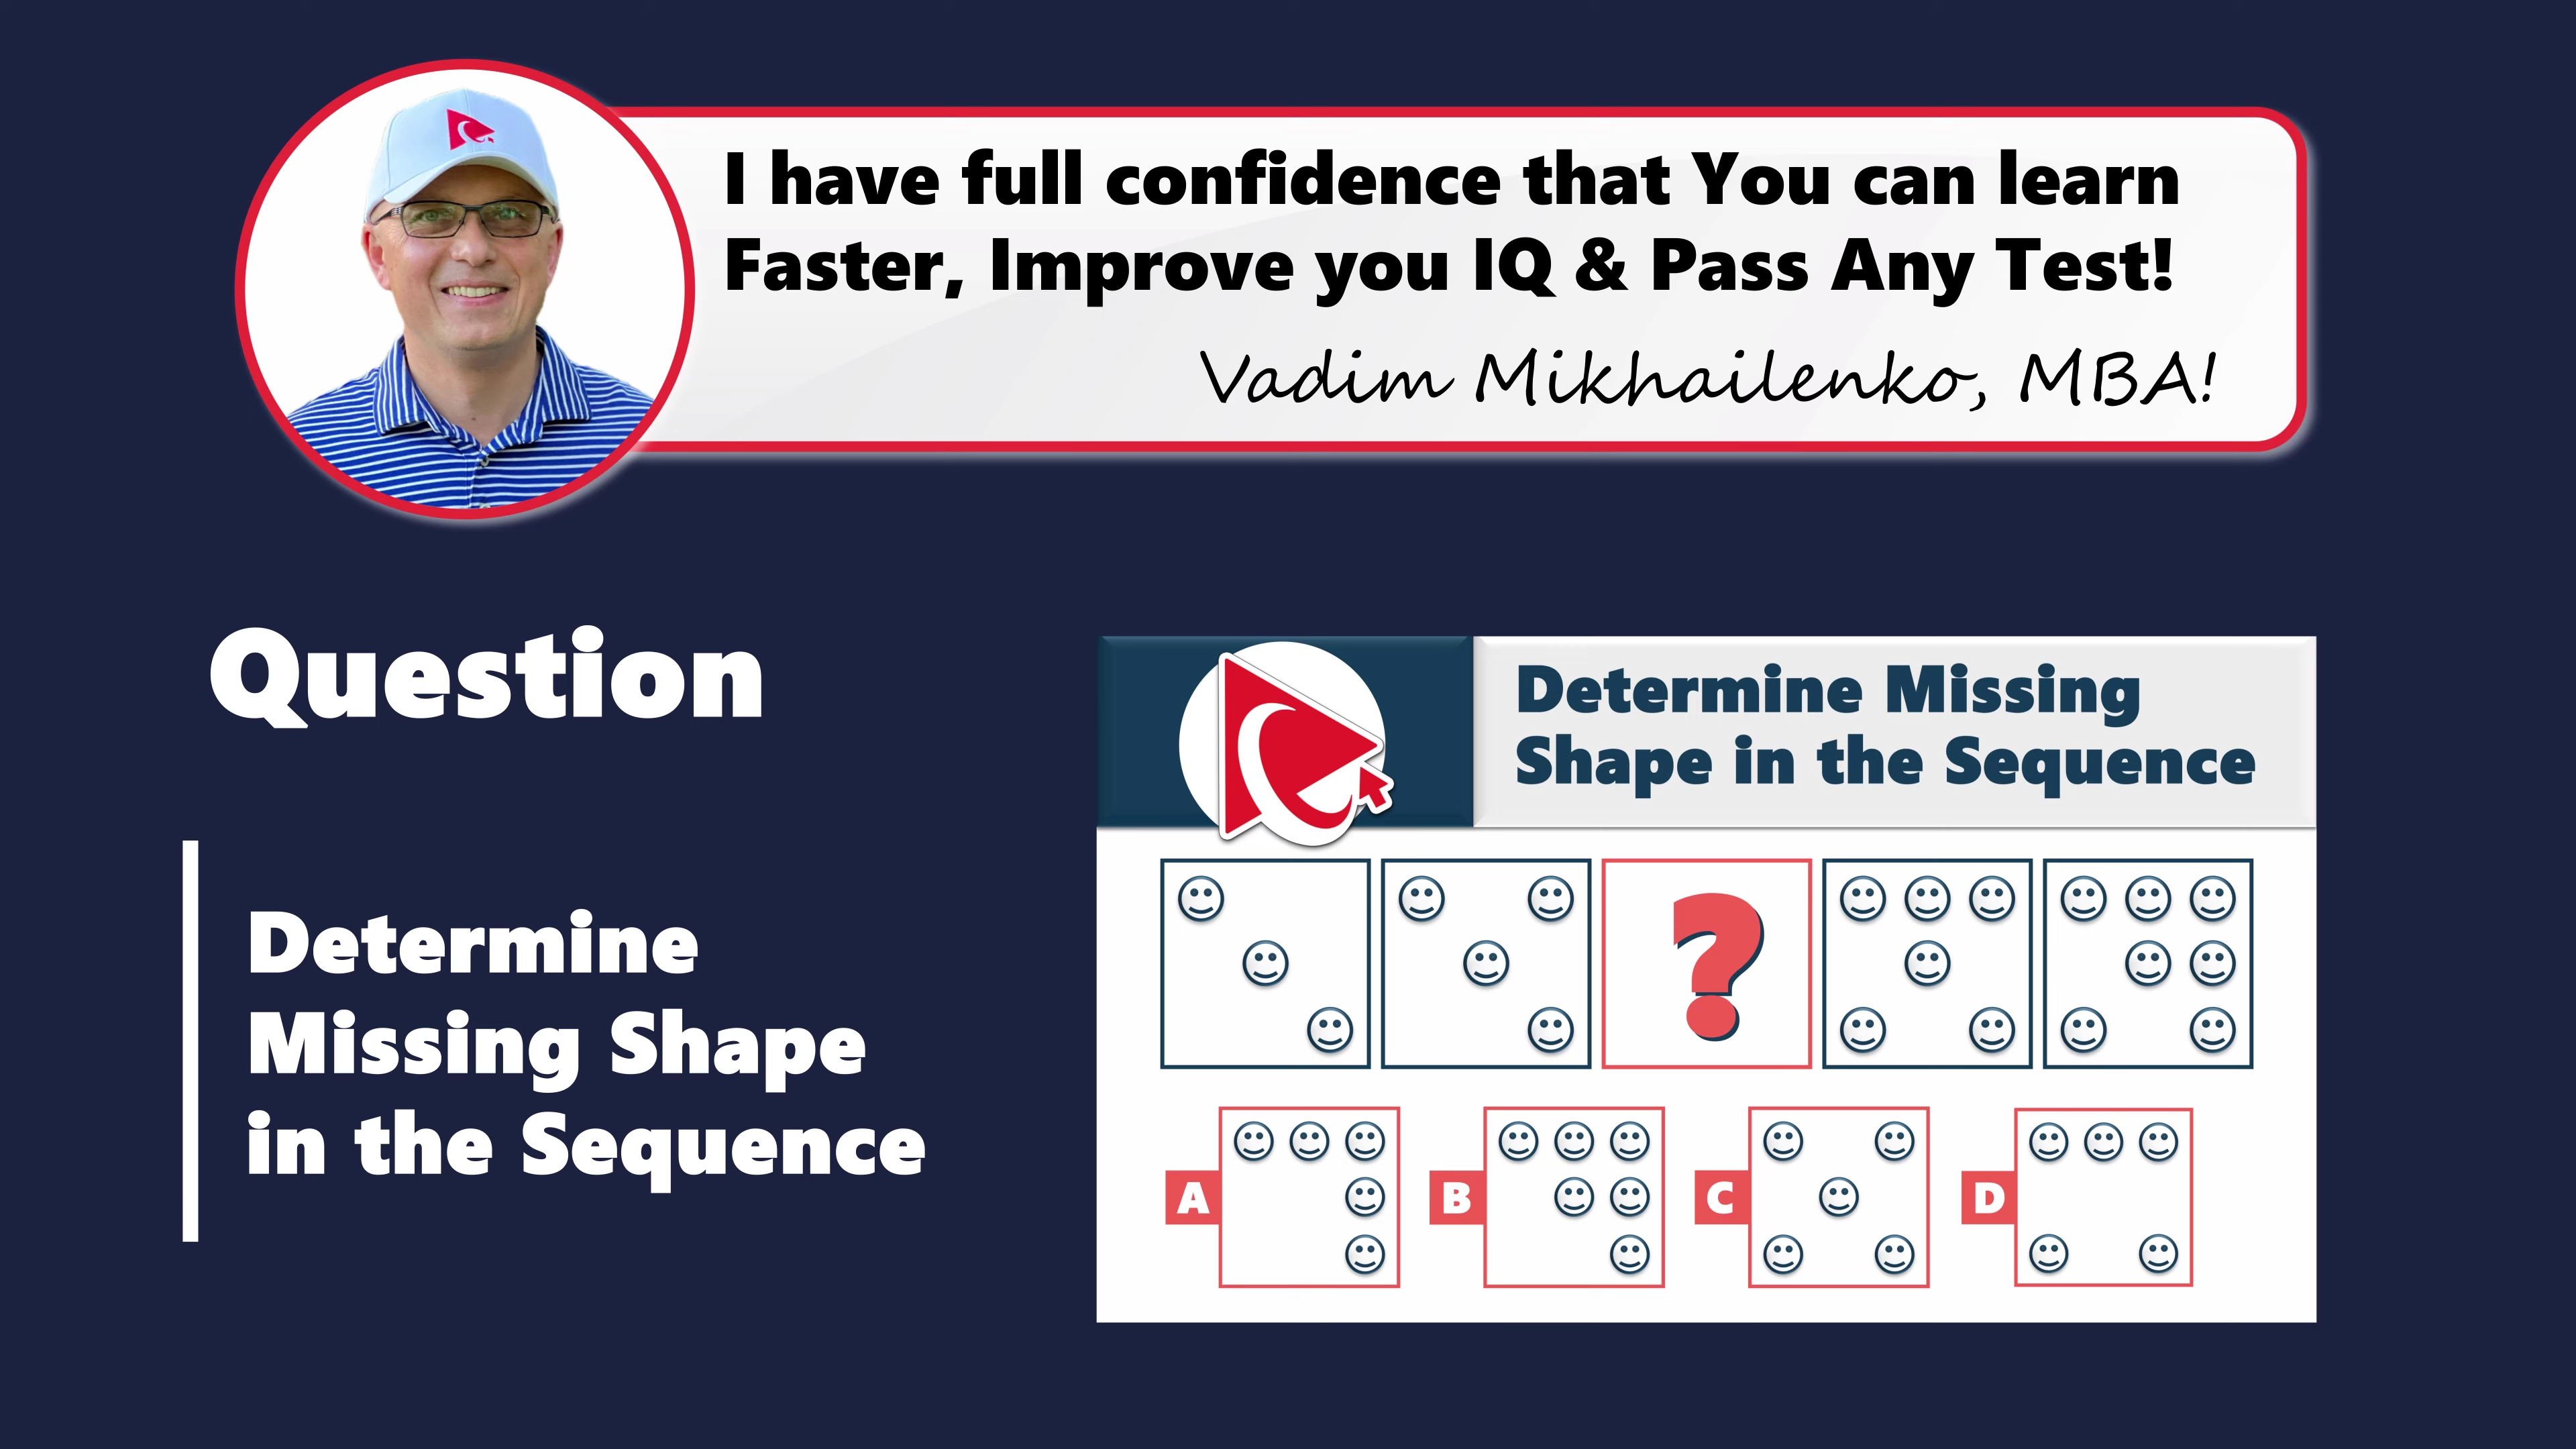 I have full confidence that You can learn
Faster, Improve you IQ & Pass Any Test!
Vadim Mikhailenko, MBA!
Question
Determine
Missing Shape
in the Sequence
Determine Missing
Shape in the Sequence
?
A
B
C
D